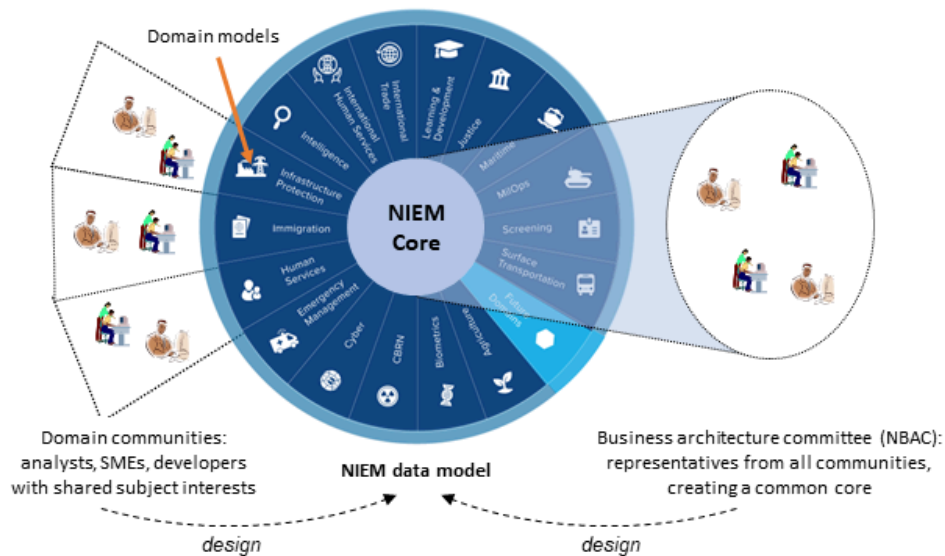 Domain models
Learning &
Development
Justice
Maritime
MilOps
Screening
Surface
Transportation
Future
Domains
Agriculture
Biometrics
CBRN
Cyber
Emergency
Management
Human
Services
Immigration
Infrastructure
Protection
Intelligence
International
Human Services
International
Trade
NIEM
Core
Domain communities:
analysts, SMEs, developers
with shared subject interests
NIEM data model
Business architecture committee (NBAC):
representatives from all communities,
creating a common core
design
design